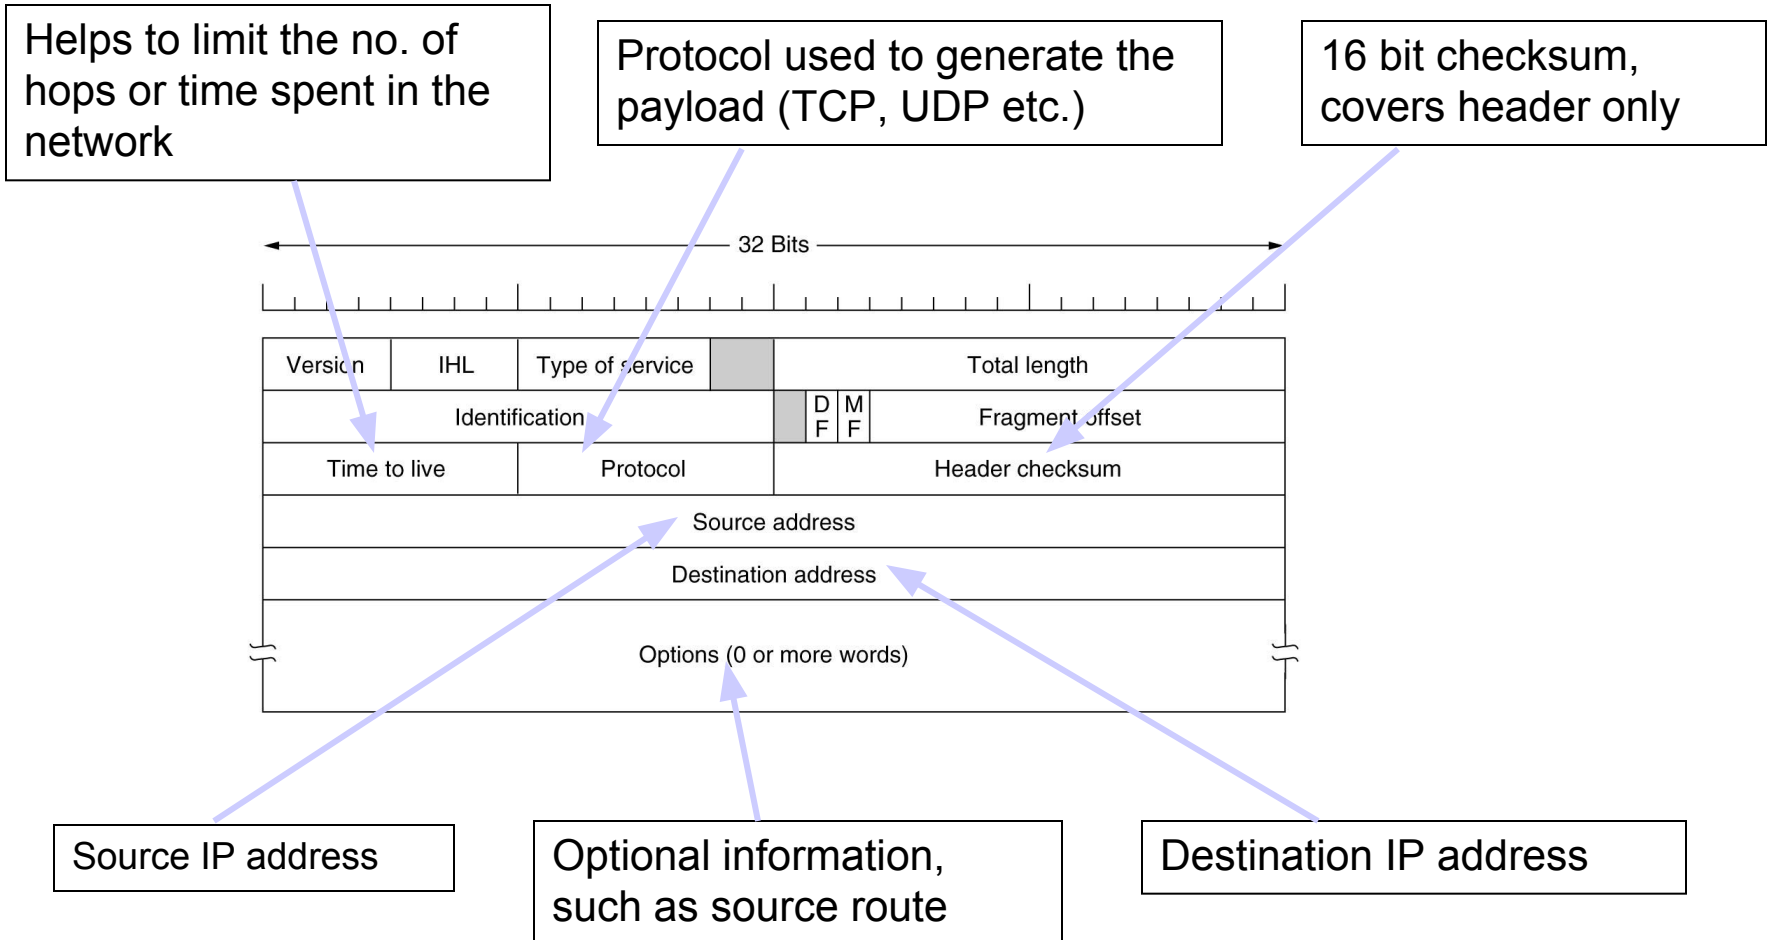 Helps to limit the no. of
hops or time spent in the
network
Protocol used to generate the
payload (TCP, UDP etc.)
16 bit checksum,
covers header only
32 Bits
Version
IHL
Type of service
Total length
Identification
D
F
M
F
Fragment offset
Time to live
Protocol
Header checksum
Source address
Destination address
Options (0 or more words)
Source IP address
Optional information,
such as source route
Destination IP address